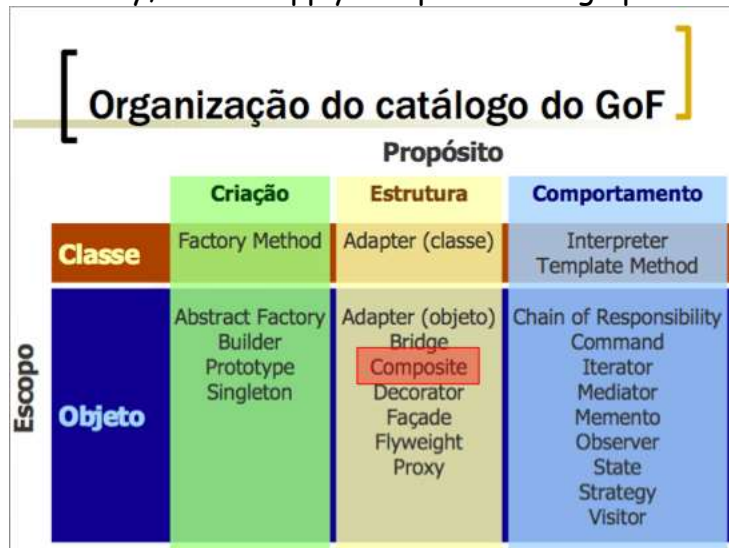 Organização do catálogo do GoF
Propósito
Criação Estrutura Comportamento
Escopo
Classe
Factory Method Adapter (classe) Interpreter
Template Method
Objeto
Abstract Factory Adapter (objeto) Chain of Responsibility
Builder Bridge Command
Prototype Composite Iterator
Singleton Decorator Mediator
Façade Memento
Flyweight Observer
Proxy State
Strategy
Visitor